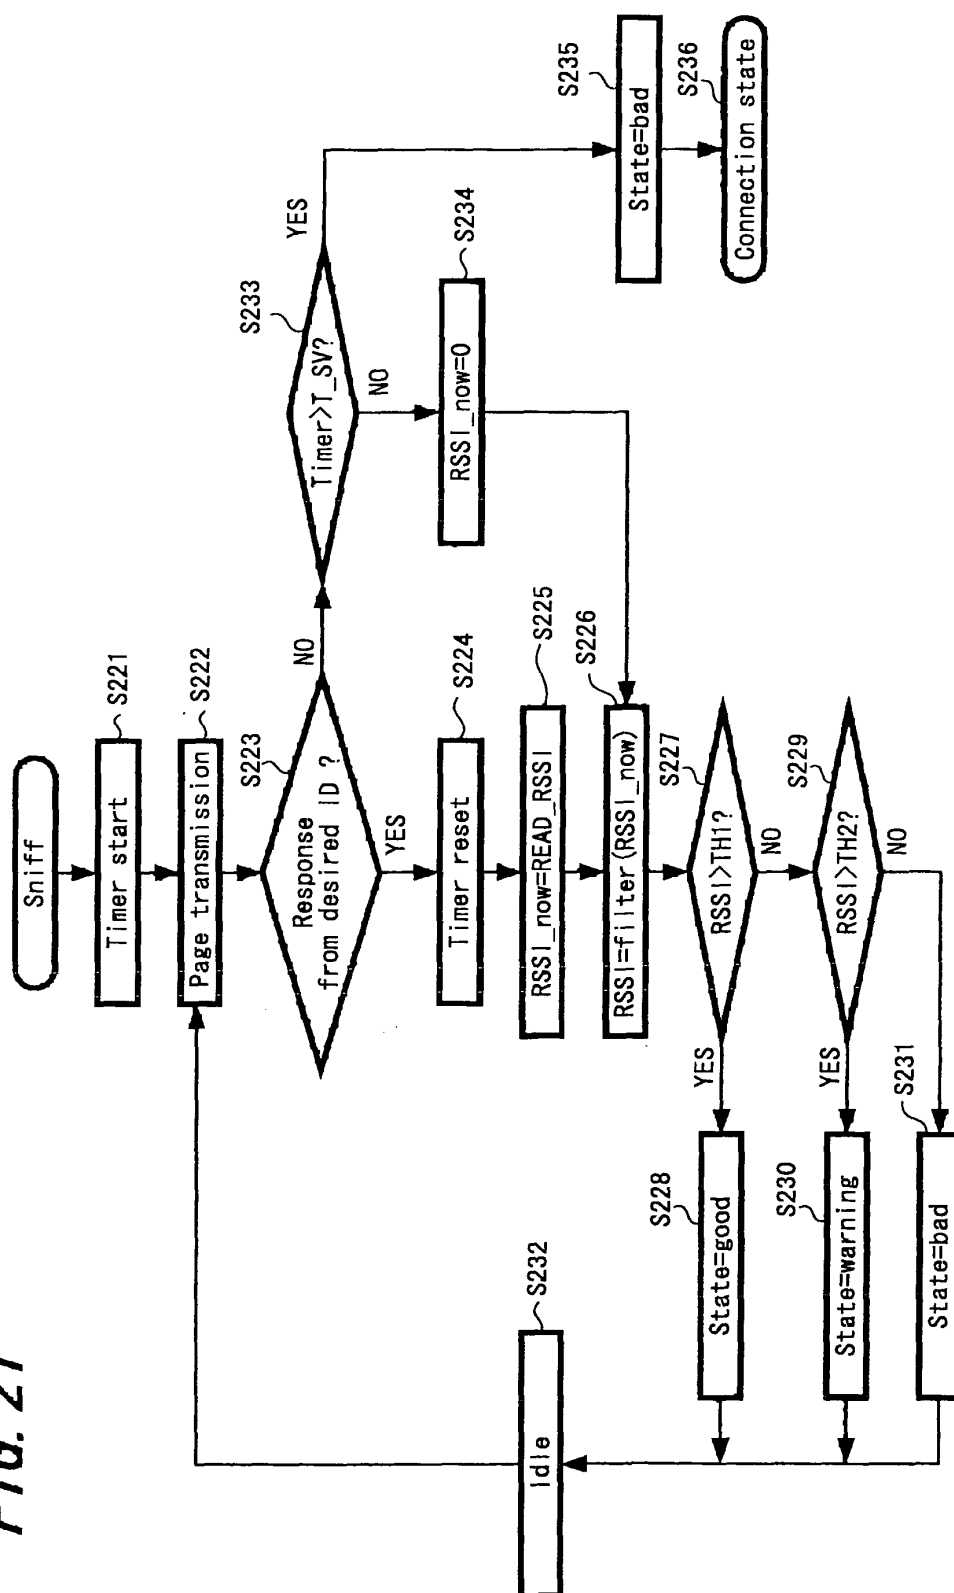 FIG. 21
Sniff
Timer start
S221
Page transmission
S222
Response
from desired ID ?
S223
NO
YES
Timer>T_SV?
S233
YES
NO
RSSI_now=0
S234
State=bad
S235
Connection state
S236
Timer reset
S224
RSSI_now=READ_RSSI
S225
RSSI=filter(RSSI_now)
S226
RSSI>TH1?
S227
YES
NO
State=good
S228
RSSI>TH2?
S229
YES
NO
State=warning
S230
State=bad
S231
Idle
S232